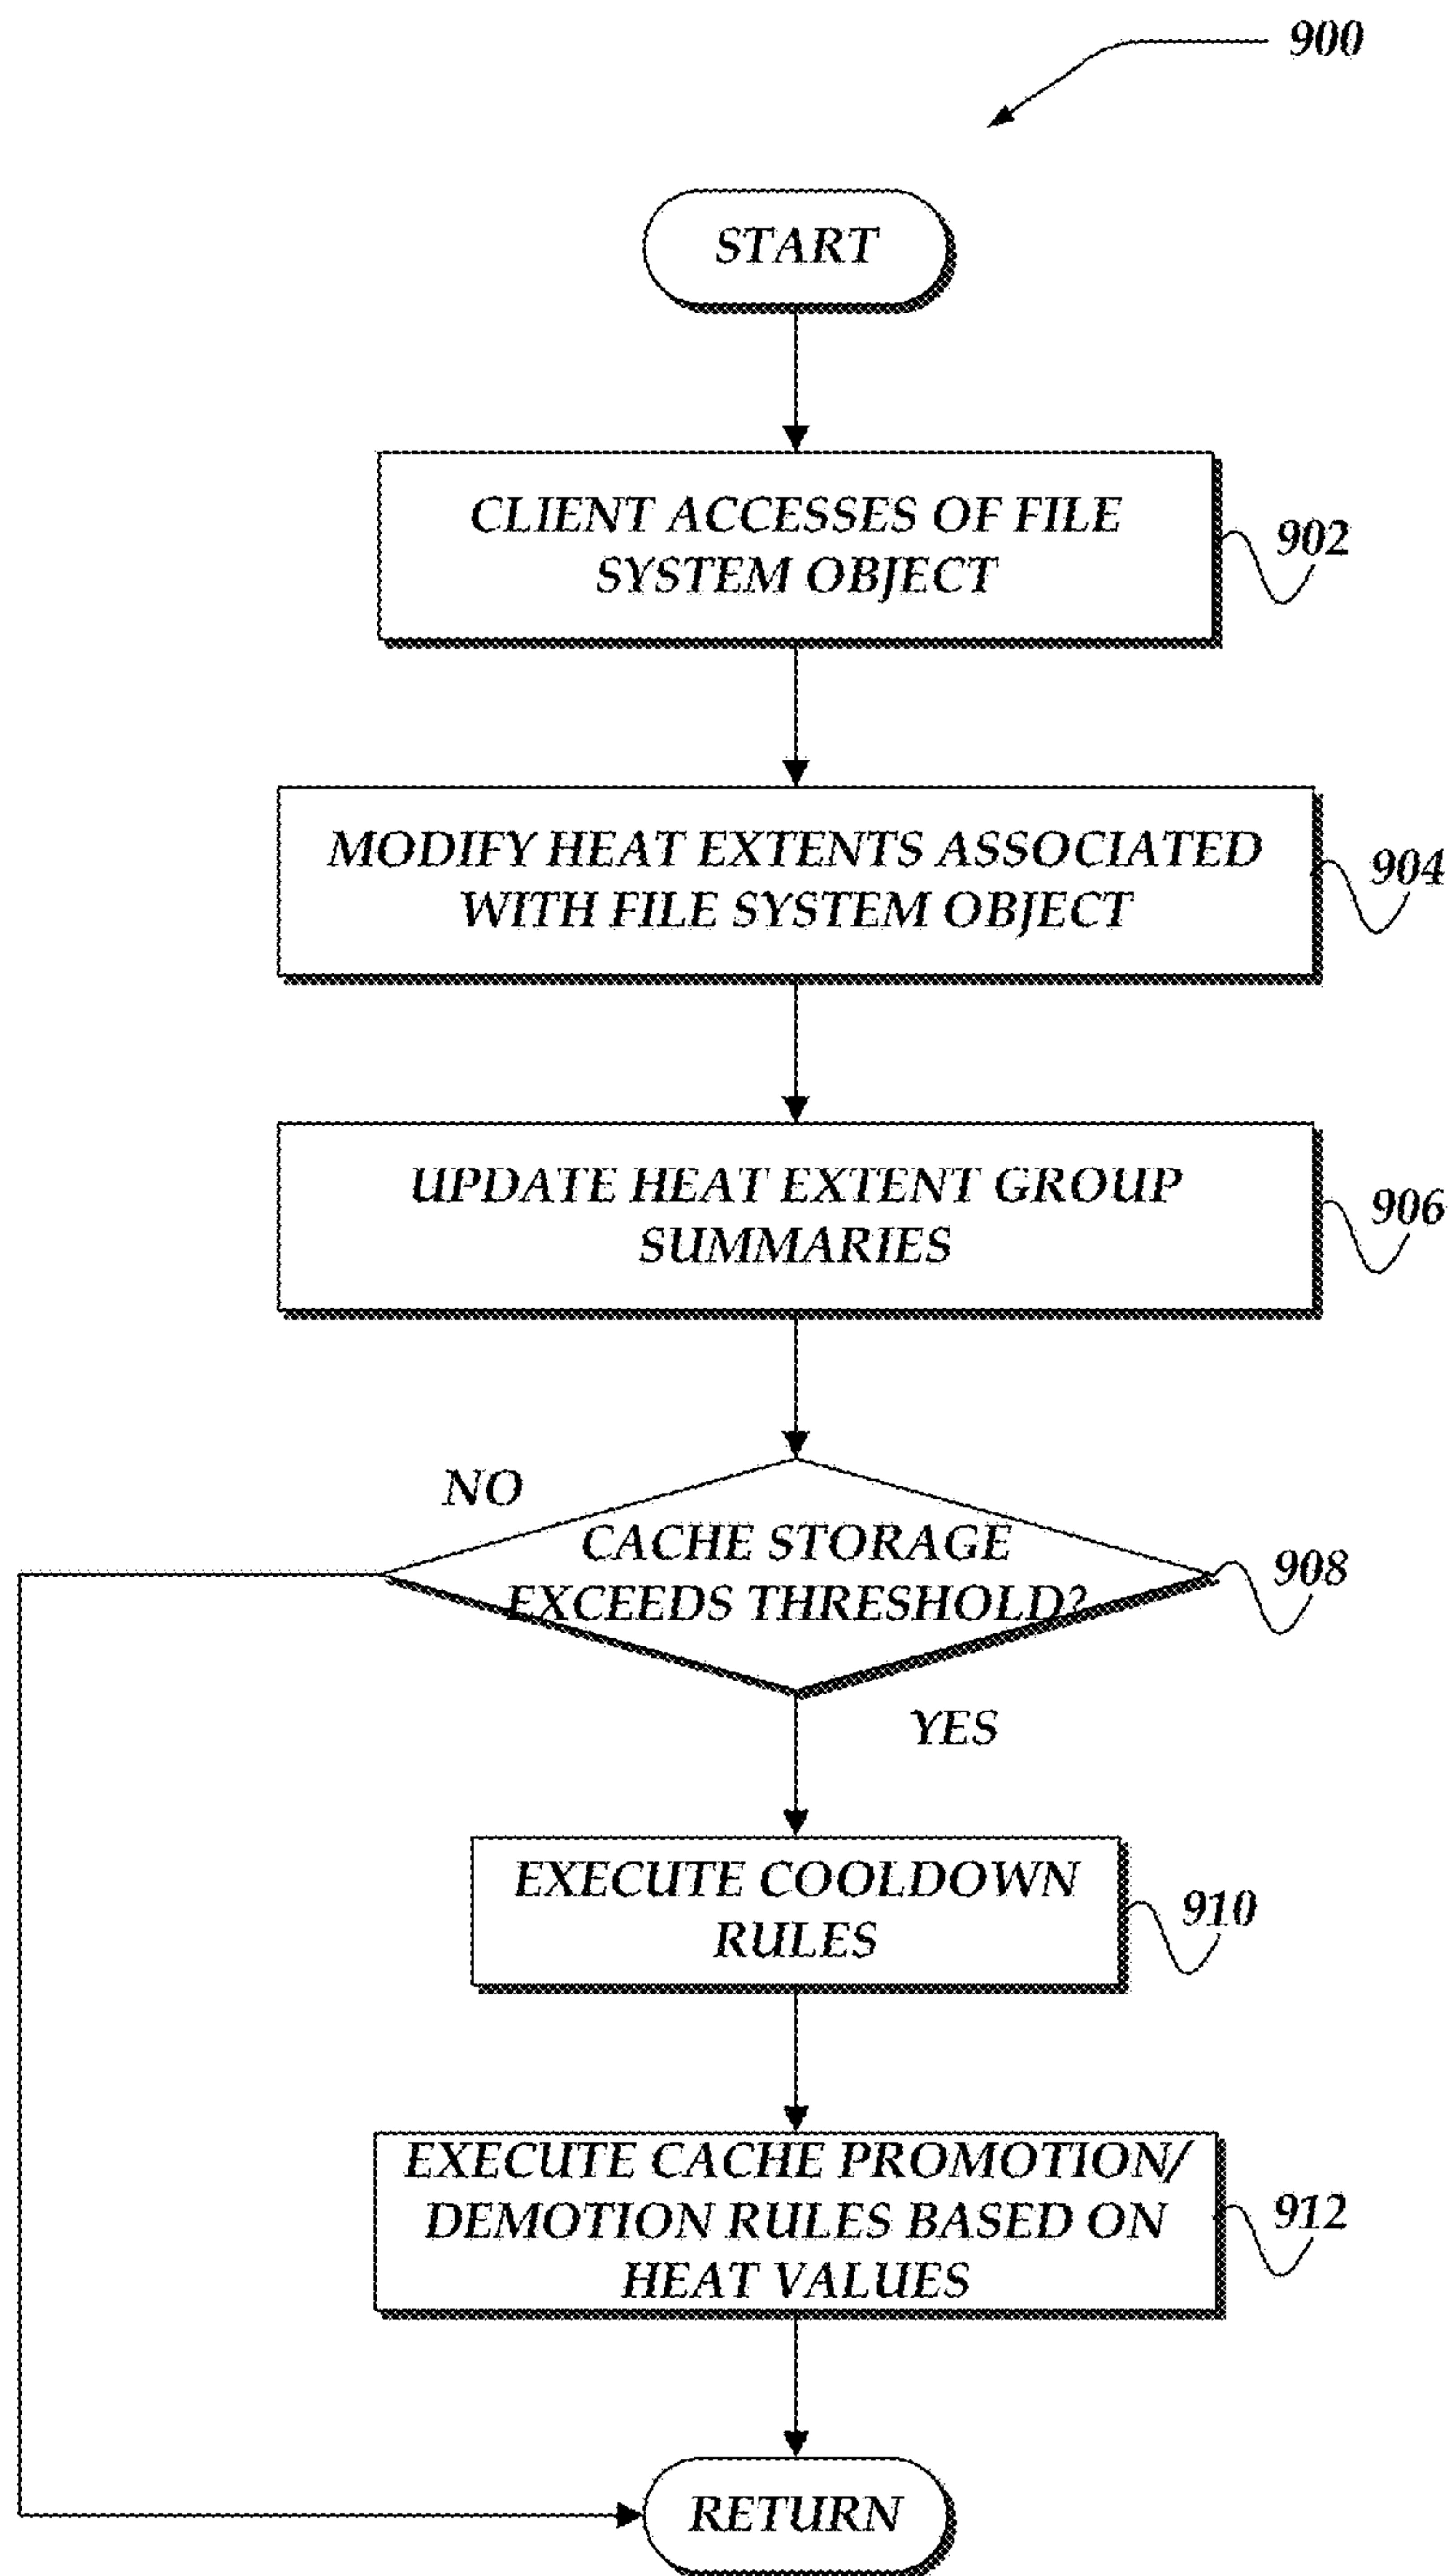 900
START
CLIENT ACCESSES OF FILE
SYSTEM OBJECT
902
MODIFY HEAT EXTENTS ASSOCIATED
WITH FILE SYSTEM OBJECT
904
UPDATE HEAT EXTENT GROUP
SUMMARIES
906
NO
CACHE STORAGE
EXCEEDS THRESHOLD?
908
YES
EXECUTE COOLDOWN
RULES
910
EXECUTE CACHE PROMOTION/
DEMOTION RULES BASED ON
HEAT VALUES
912
RETURN